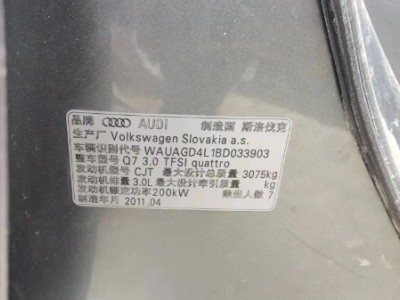 品牌 AUDI 制造国 斯洛伐克
生产厂 Volkswagen Slovakia a.s.
车辆识别代号 WAUAGD4L1BD033903
整车型号 Q7 3.0 TFSI quattro
发动机型号 CJT 最大设计总质量 3075kg
发动机排量 3.0L 最大设计牵引质量 kg
发动机额定功率 200kW 乘坐人数 7
制造年月 2011.04